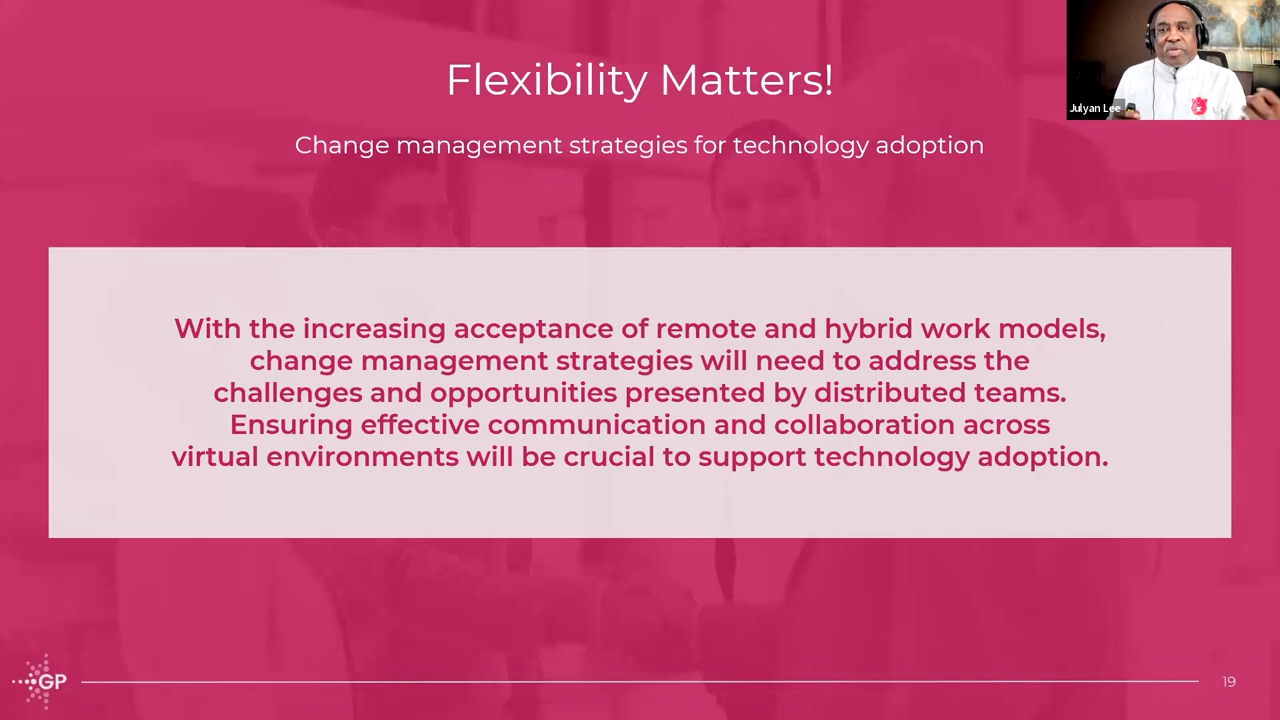 Flexibility Matters!
Julyan Lee
Change management strategies for technology adoption
With the increasing acceptance of remote and hybrid work models,
change management strategies will need to address the
challenges and opportunities presented by distributed teams.
Ensuring effective communication and collaboration across
virtual environments will be crucial to support technology adoption.
GP
19